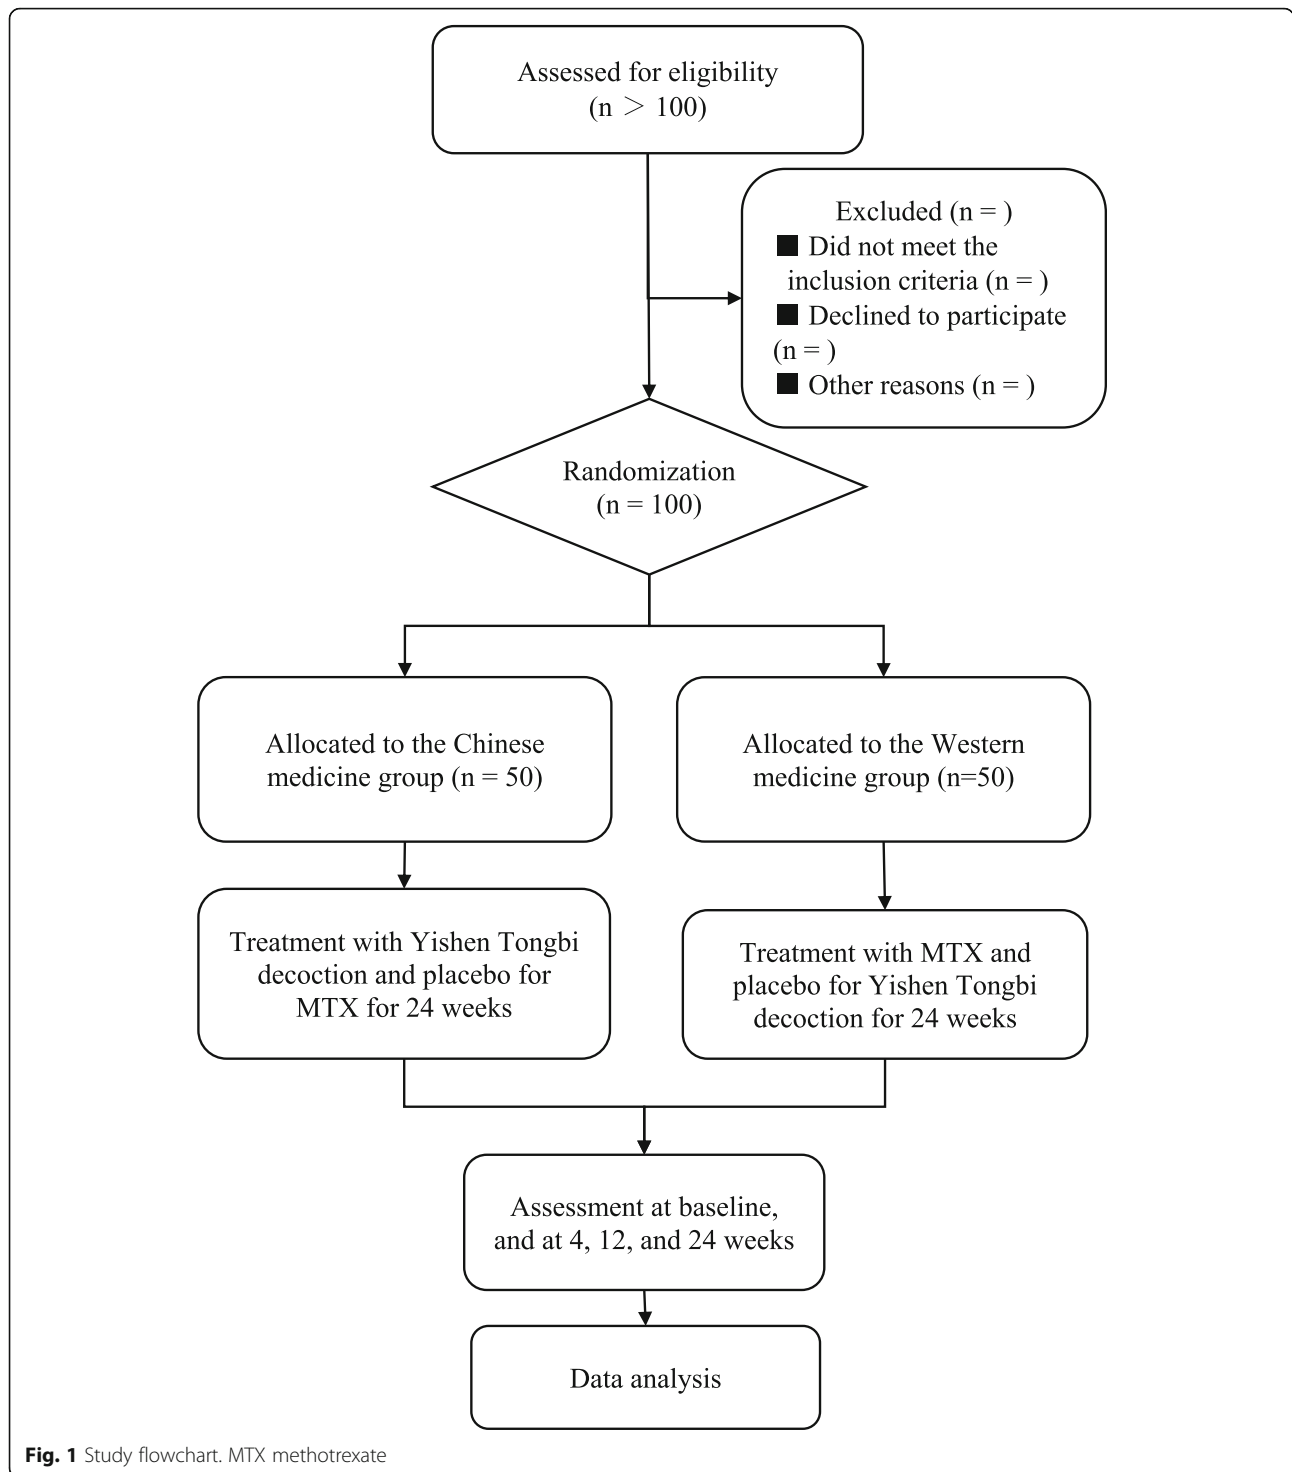 Assessed for eligibility
(n > 100)
Excluded (n = )
■ Did not meet the
inclusion criteria (n = )
■ Declined to participate
(n = )
■ Other reasons (n = )
Randomization
(n = 100)
Allocated to the Chinese
medicine group (n = 50)
Allocated to the Western
medicine group (n=50)
Treatment with Yishen Tongbi
decoction and placebo for
MTX for 24 weeks
Treatment with MTX and
placebo for Yishen Tongbi
decoction for 24 weeks
Assessment at baseline,
and at 4, 12, and 24 weeks
Data analysis
Fig. 1 Study flowchart. MTX methotrexate